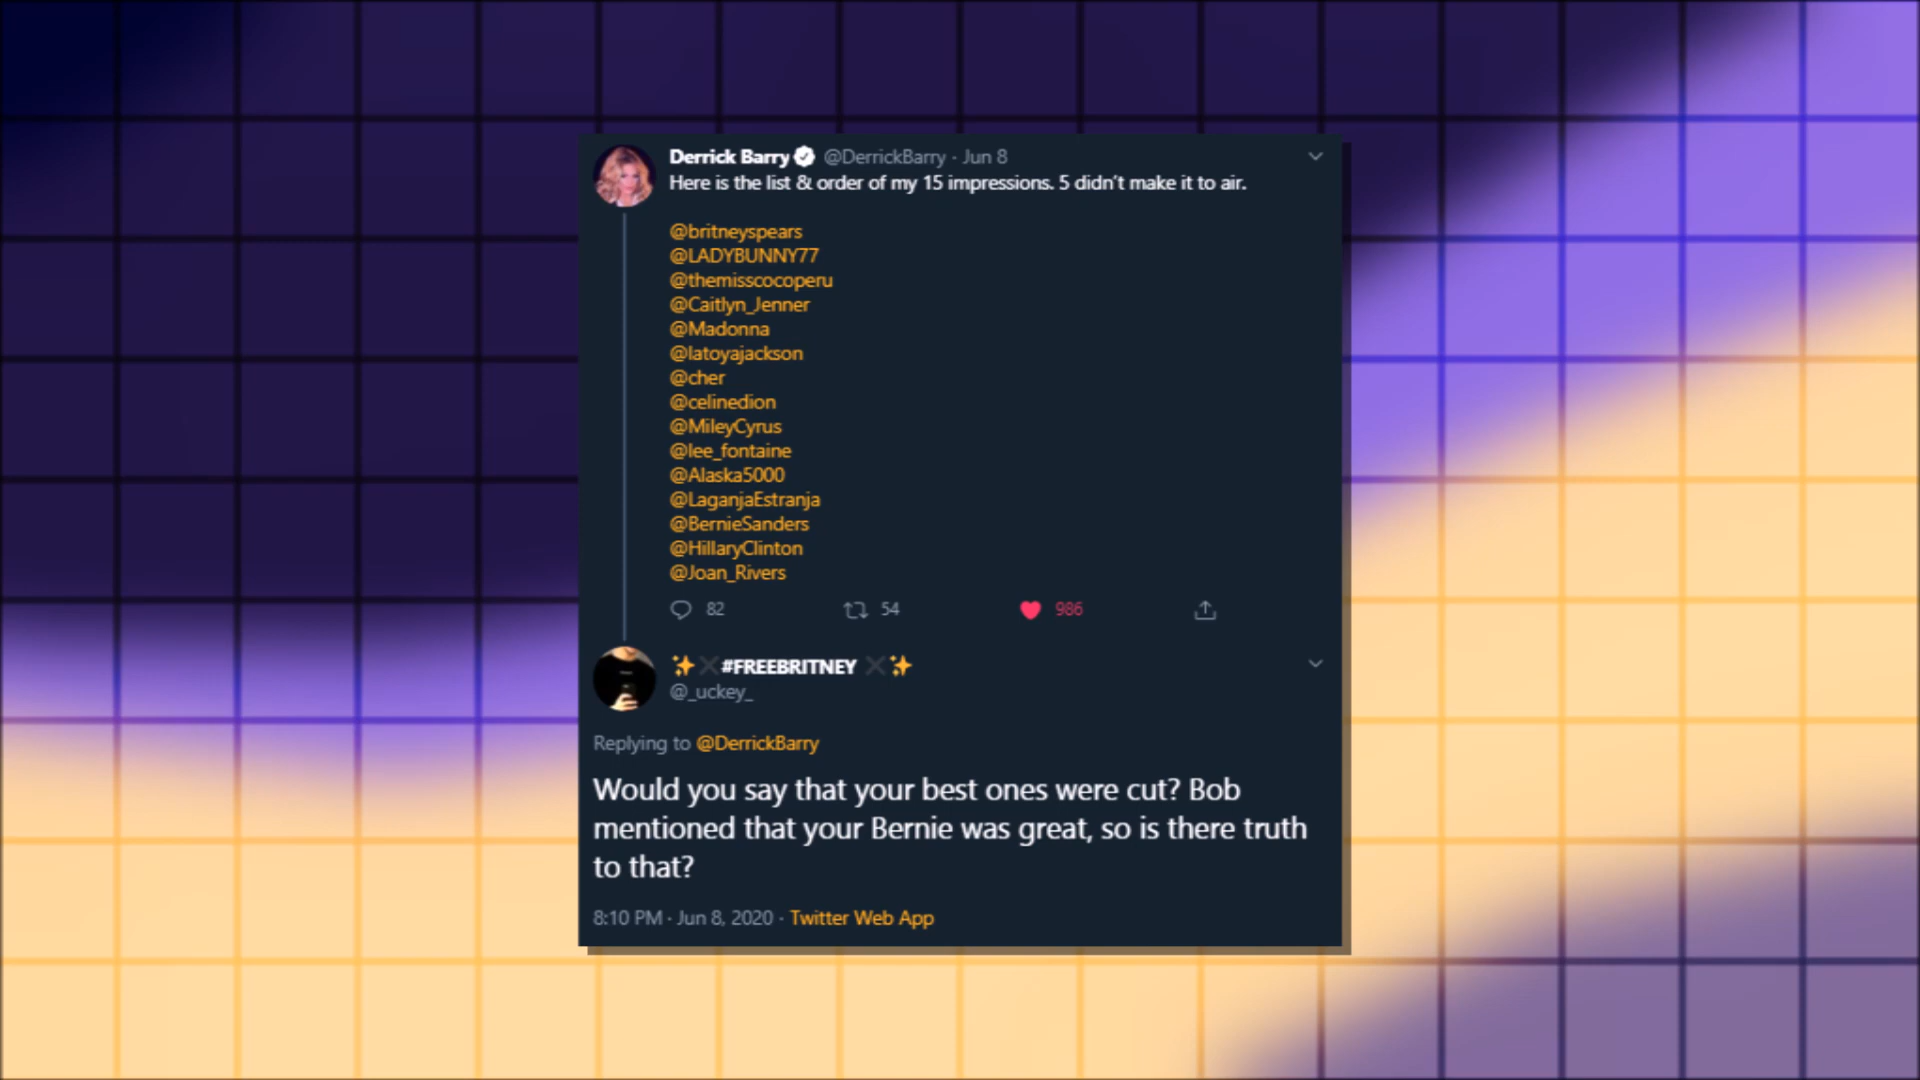 Derrick Barry @DerrickBarry · Jun 8
Here is the list & order of my 15 impressions. 5 didn't make it to air.
@britneyspears
@LADYBUNNY77
@themisscocoperu
@Caitlyn_Jenner
@Madonna
@latoyajackson
@cher
@celinedion
@MileyCyrus
@lee_fontaine
@Alaska5000
@LaganjaEstranja
@BernieSanders
@HillaryClinton
@Joan_Rivers
82 54 986
✨✖#FREEBRITNEY ✖✨
@_uckey_
Replying to @DerrickBarry
Would you say that your best ones were cut? Bob
mentioned that your Bernie was great, so is there truth
to that?
8:10 PM · Jun 8, 2020 · Twitter Web App